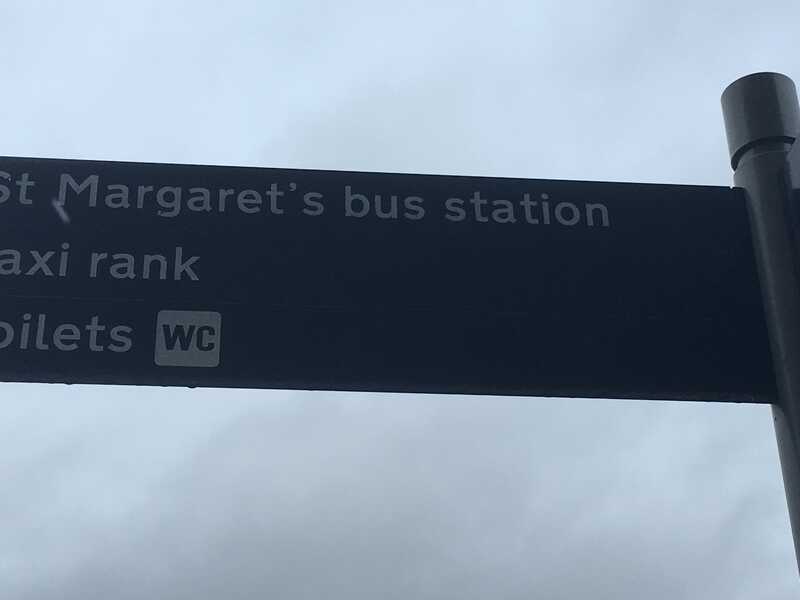 St Margaret's bus station
axi rank
oilets WC